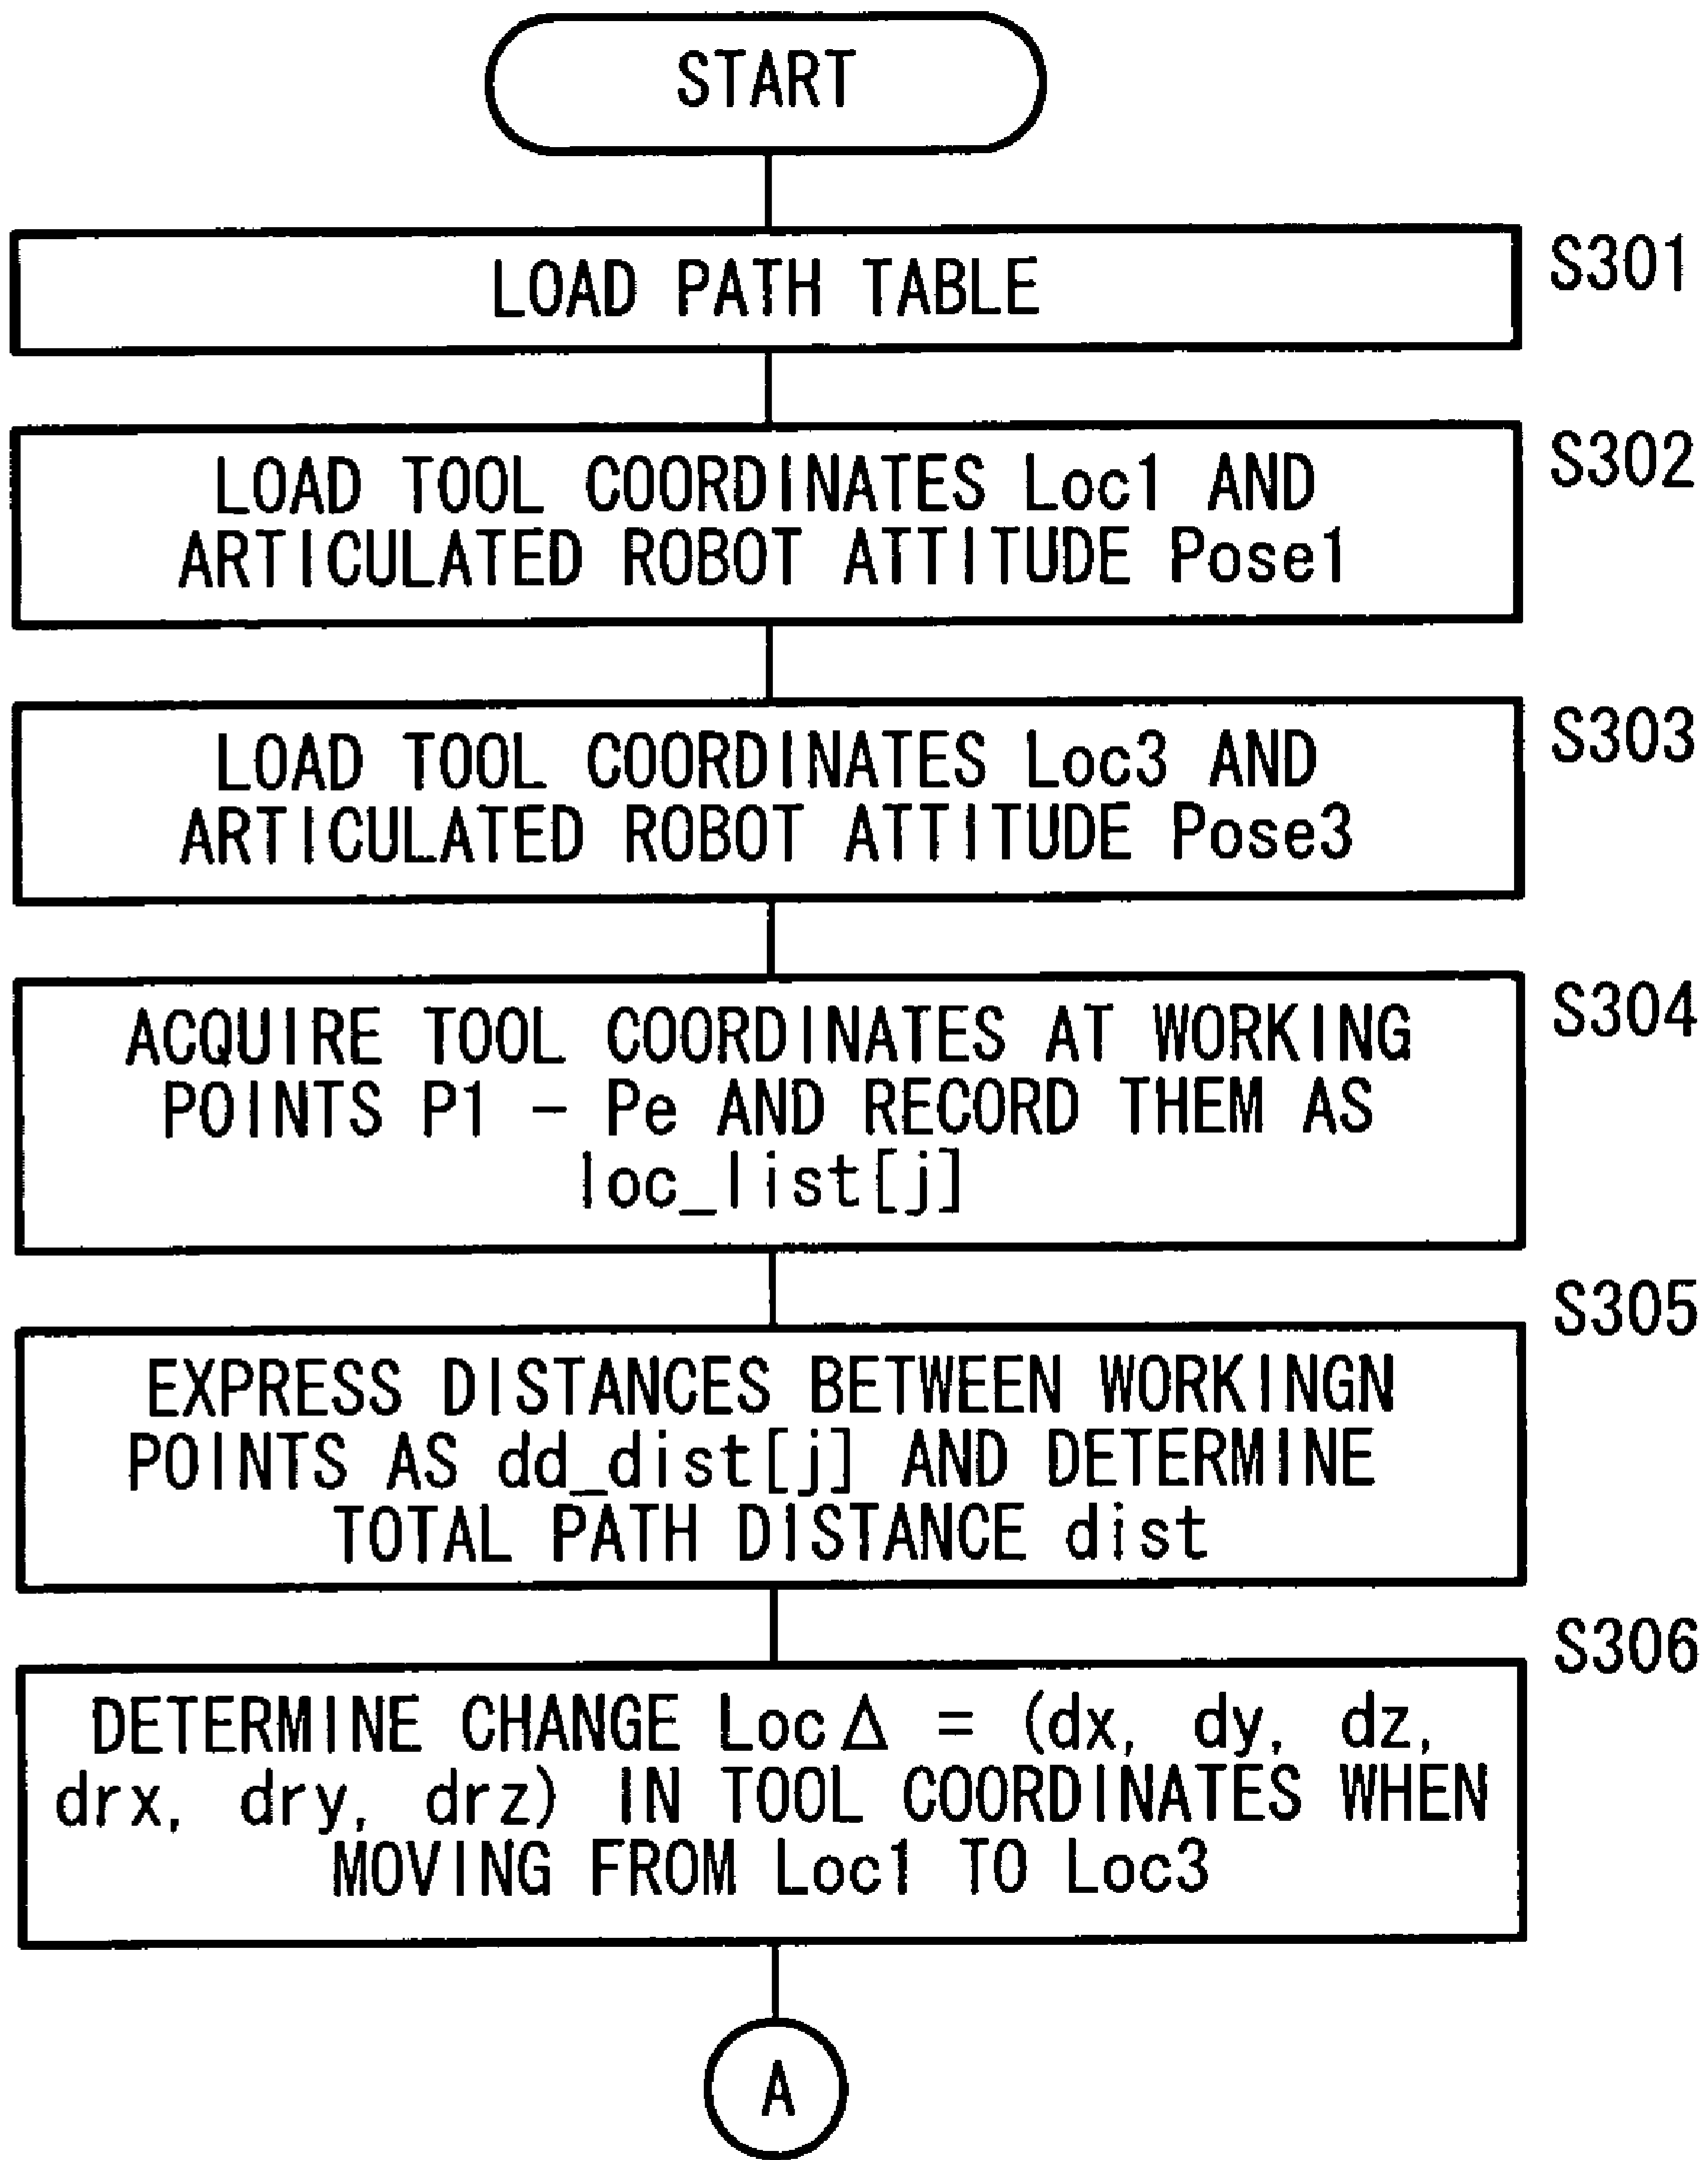 START
LOAD PATH TABLE
S301
LOAD TOOL COORDINATES Loc1 AND
ARTICULATED ROBOT ATTITUDE Pose1
S302
LOAD TOOL COORDINATES Loc3 AND
ARTICULATED ROBOT ATTITUDE Pose3
S303
ACQUIRE TOOL COORDINATES AT WORKING
POINTS P1 - Pe AND RECORD THEM AS
loc_list[j]
S304
EXPRESS DISTANCES BETWEEN WORKINGN
POINTS AS dd_dist[j] AND DETERMINE
TOTAL PATH DISTANCE dist
S305
DETERMINE CHANGE LocΔ = (dx, dy, dz,
drx, dry, drz) IN TOOL COORDINATES WHEN
MOVING FROM Loc1 TO Loc3
S306
A